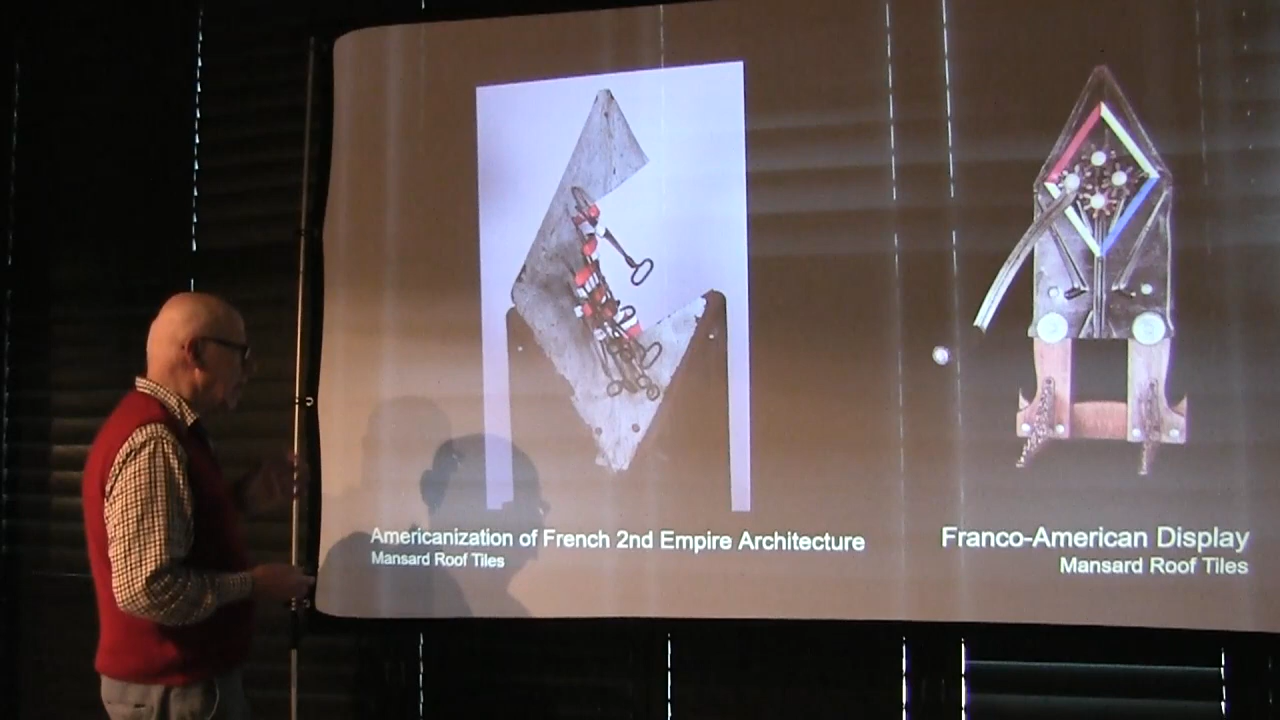 Americanization of French 2nd Empire Architecture
Mansard Roof Tiles
Franco-American Display
Mansard Roof Tiles